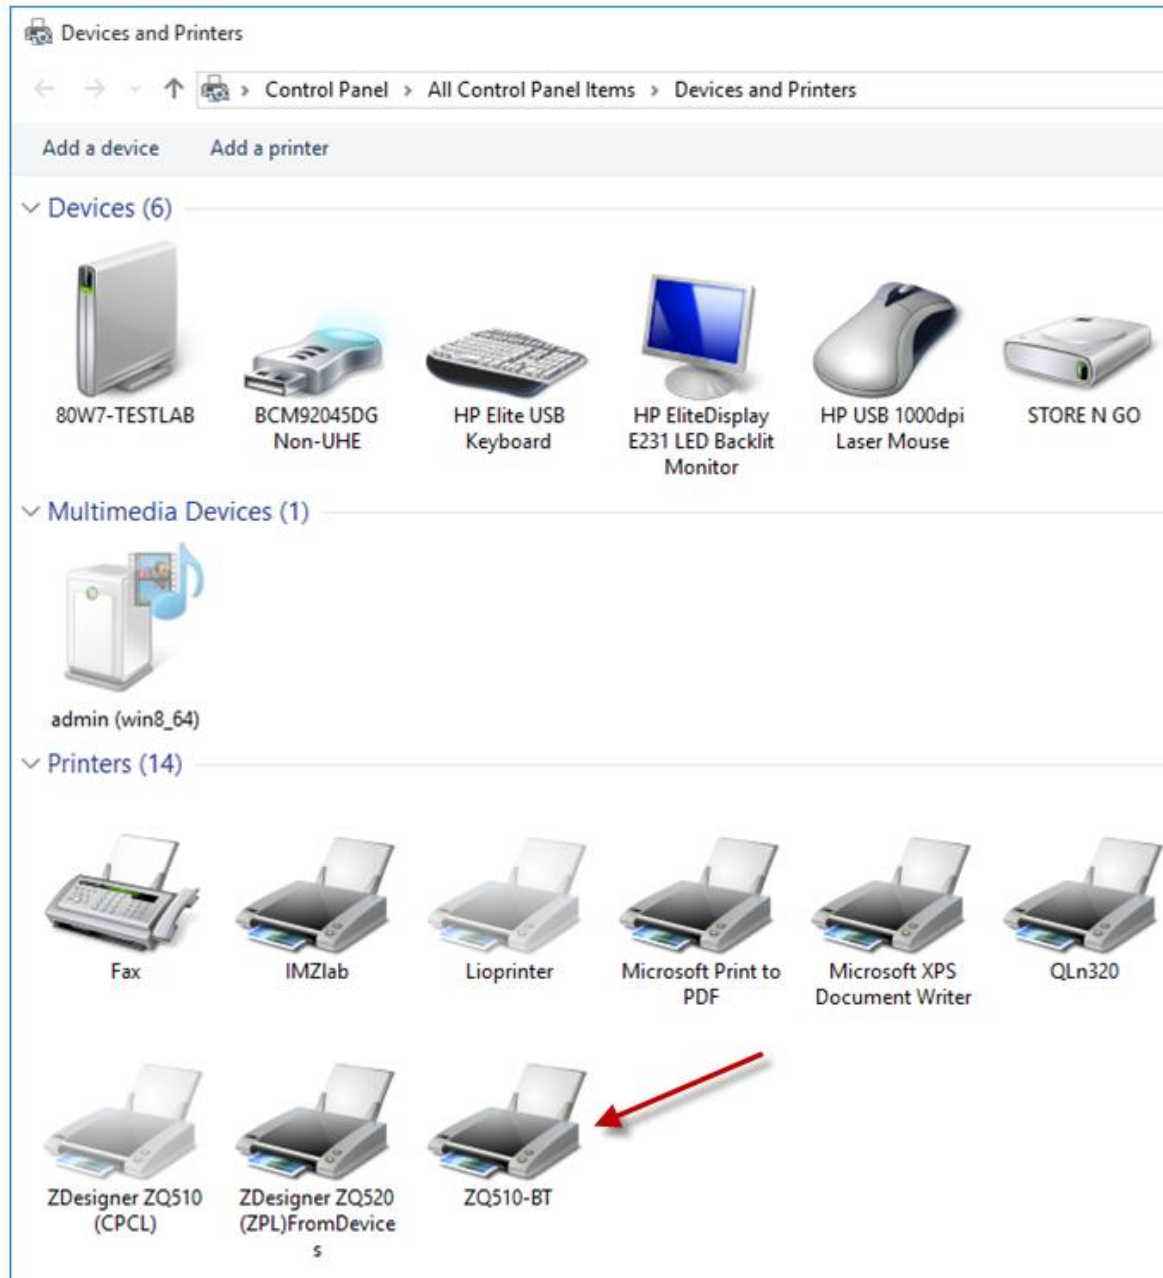 Devices and Printers
Control Panel > All Control Panel Items > Devices and Printers
Add a device Add a printer
Devices (6)
80W7-TESTLAB
BCM92045DG
Non-UHE
HP Elite USB
Keyboard
HP EliteDisplay
E231 LED Backlit
Monitor
HP USB 1000dpi
Laser Mouse
STORE N GO
Multimedia Devices (1)
admin (win8_64)
Printers (14)
Fax
IMZlab
Lioprinter
Microsoft Print to
PDF
Microsoft XPS
Document Writer
QLn320
ZDesigner ZQ510
(CPCL)
ZDesigner ZQ520
(ZPL)FromDevice
s
ZQ510-BT